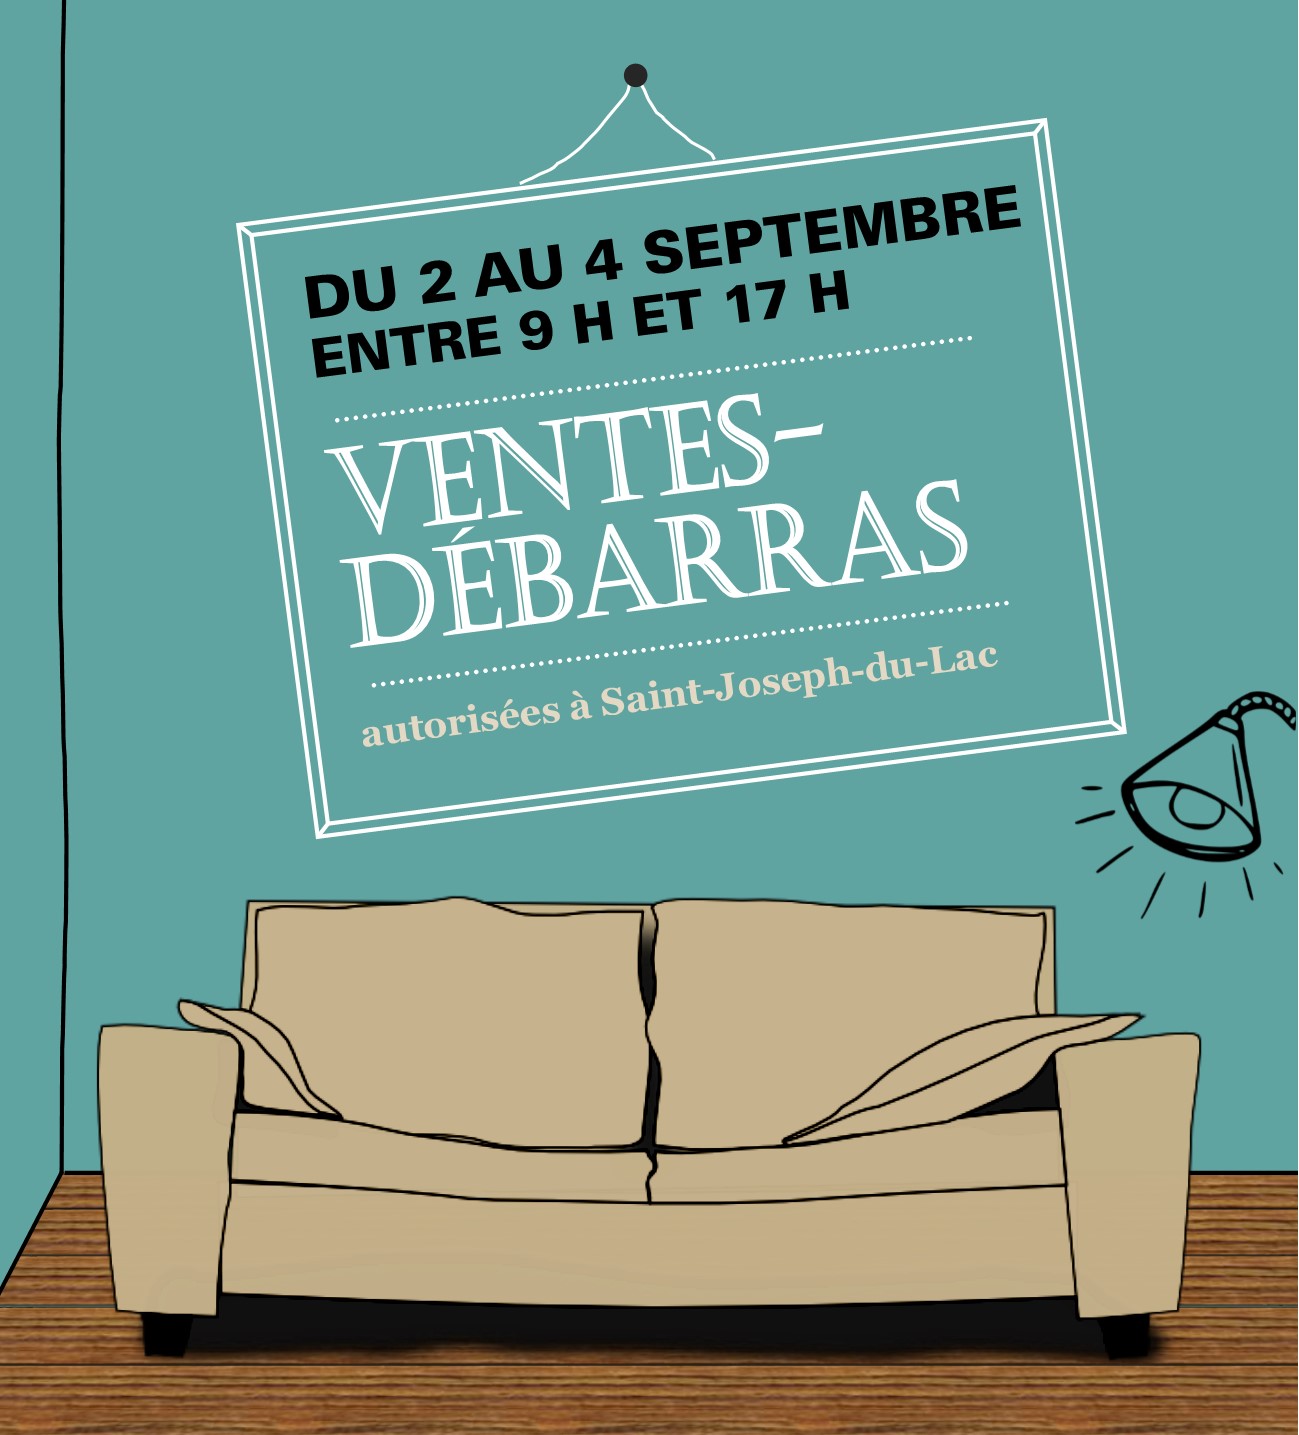 DU 2 AU 4 SEPTEMBRE
ENTRE 9 H ET 17 H
VENTES-
DÉBARRAS
autorisées à Saint-Joseph-du-Lac